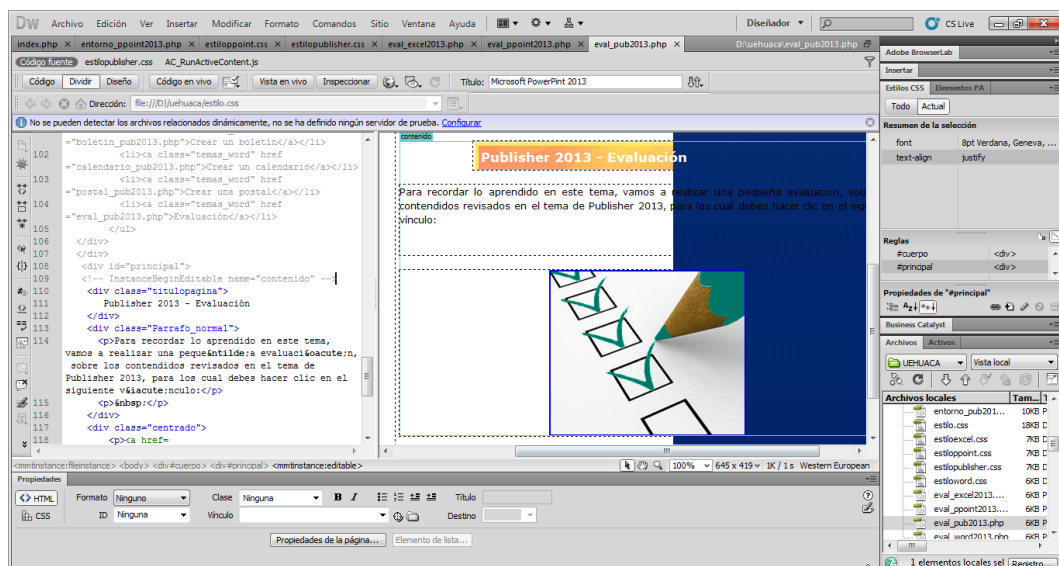 DW Archivo Edición Ver Insertar Modificar Formato Comandos Sitio Ventana Ayuda Diseñador CS Live
index.php × entorno_ppoint2013.php × estiloppoint.css × estilopublisher.css × eval_excel2013.php × eval_ppoint2013.php × eval_pub2013.php × D:\uehuaca\eval_pub2013.php
Código fuente estilopublisher.css AC_RunActiveContent.js
Código Dividir Diseño Código en vivo Vista en vivo Inspeccionar Título: Microsoft PowerPint 2013
Dirección: file:///D|/uehuaca/estilo.css
No se pueden detectar los archivos relacionados dinámicamente, no se ha definido ningún servidor de prueba. Configurar
="boletin_pub2013.php">Crear un boletin</a></li>
102 <li><a class="temas_word" href
="calendario_pub2013.php">Crear un calendario</a></li>
103 <li><a class="temas_word" href
="postal_pub2013.php">Crear una postal</a></li>
104 <li><a class="temas_word" href
="eval_pub2013.php">Evaluación</a></li>
105 </ul>
106 </div>
107 </div>
108 <div id="principal">
109 <!-- InstanceBeginEditable name="contenido" -->
110 <div class="titulopagina">
111 Publisher 2013 - Evaluación
112 </div>
113 <div class="Parrafo_normal">
114 <p>Para recordar lo aprendido en este tema,
vamos a realizar una peque&ntilde;a evaluaci&oacute;n,
sobre los contendidos revisados en el tema de
Publisher 2013, para los cual debes hacer clic en el
siguiente v&iacute;nculo:</p>
115 <p>&nbsp;</p>
116 </div>
117 <div class="centrado">
118 <p><a href=
contenido
Publisher 2013 - Evaluación
Para recordar lo aprendido en este tema, vamos a realizar una pequeña evaluación, sob
contendidos revisados en el tema de Publisher 2013, para los cual debes hacer clic en el sig
vínculo:
<mmtinstance:fileinstance> <body> <div#cuerpo> <div#principal> <mmtinstance:editable> 100% 645 x 419 1K / 1 s Western European
Propiedades
<> HTML Formato Ninguno Clase Ninguna B I Título
CSS ID Ninguna Vínculo Destino
Propiedades de la página... Elemento de lista...
Adobe BrowserLab
Insertar
Estilos CSS Elementos PA
Todo Actual
Resumen de la selección
font 8pt Verdana, Geneva, ...
text-align justify
Reglas
#cuerpo <div>
#principal <div>
Propiedades de "#principal"
Business Catalyst
Archivos Activos
UEHUACA Vista local
Archivos locales Tam... T
entorno_pub201... 10KB P
estilo.css 18KB D
estiloexcel.css 7KB D
estiloppoint.css 7KB D
estilopublisher.css 7KB D
estiloword.css 6KB D
eval_excel2013.... 6KB P
eval_ppoint2013.... 6KB P
eval_pub2013.php 6KB P
eval_word2013.php 6KB P
1 elementos locales sel Registro...